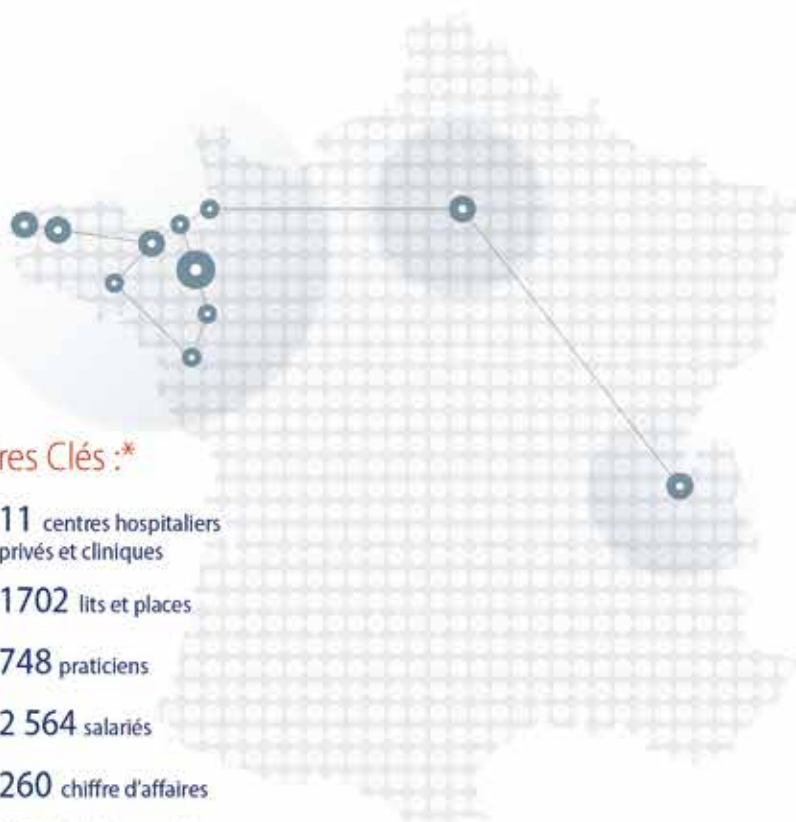 res Clés :*
11 centres hospitaliers
privés et cliniques
1702 lits et places
748 praticiens
2 564 salariés
260 chiffre d'affaires